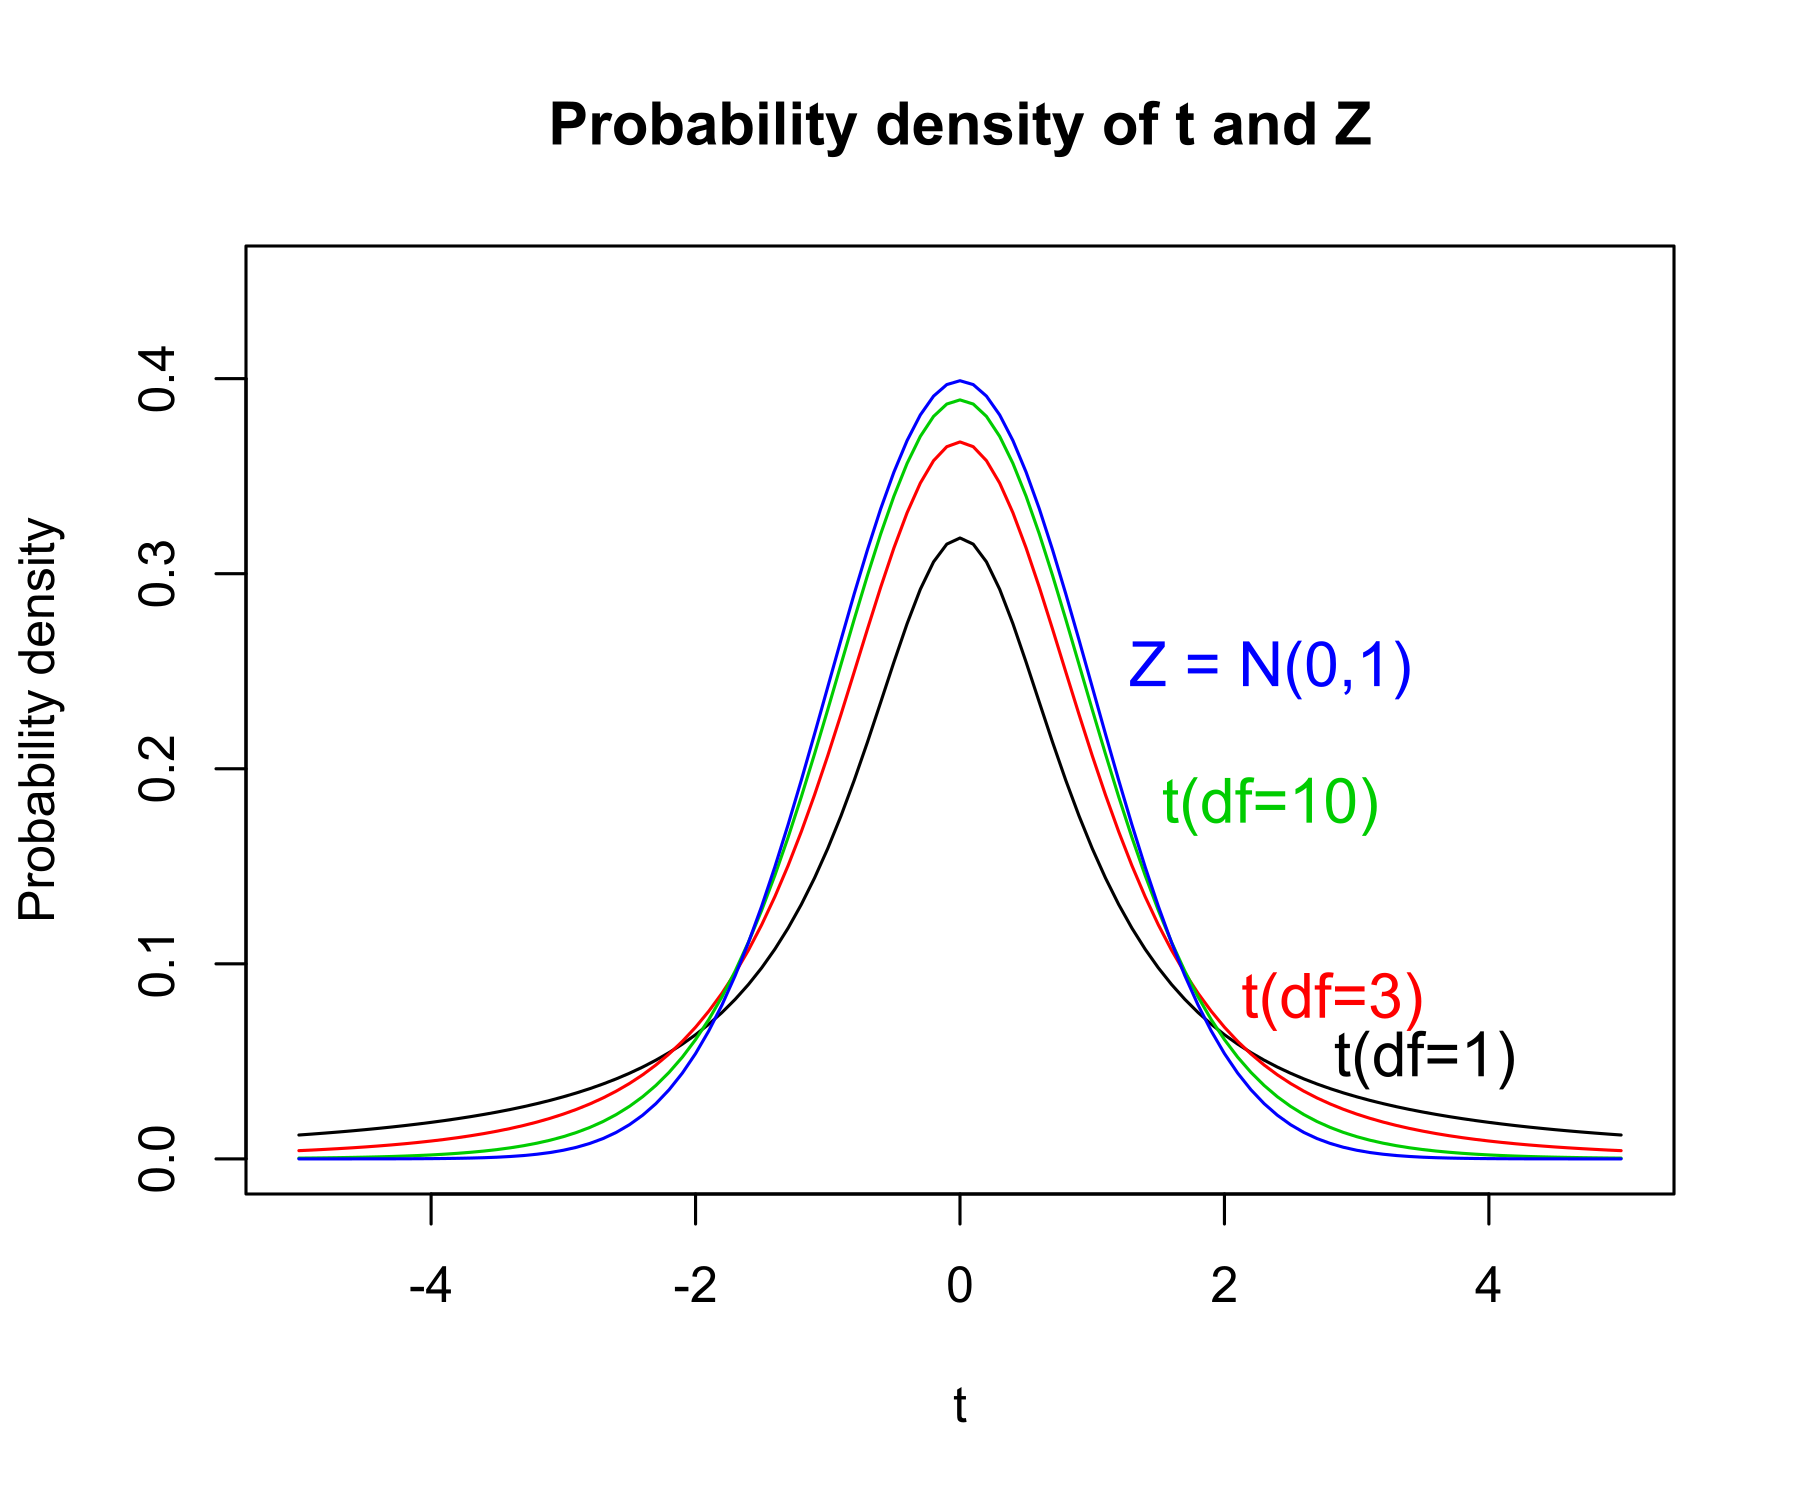 Probability density of t and Z
Probability density
0.4
0.3
0.2
0.1
0.0
Z = N(0,1)
t(df=10)
t(df=3)
t(df=1)
-4 -2 0 2 4
t